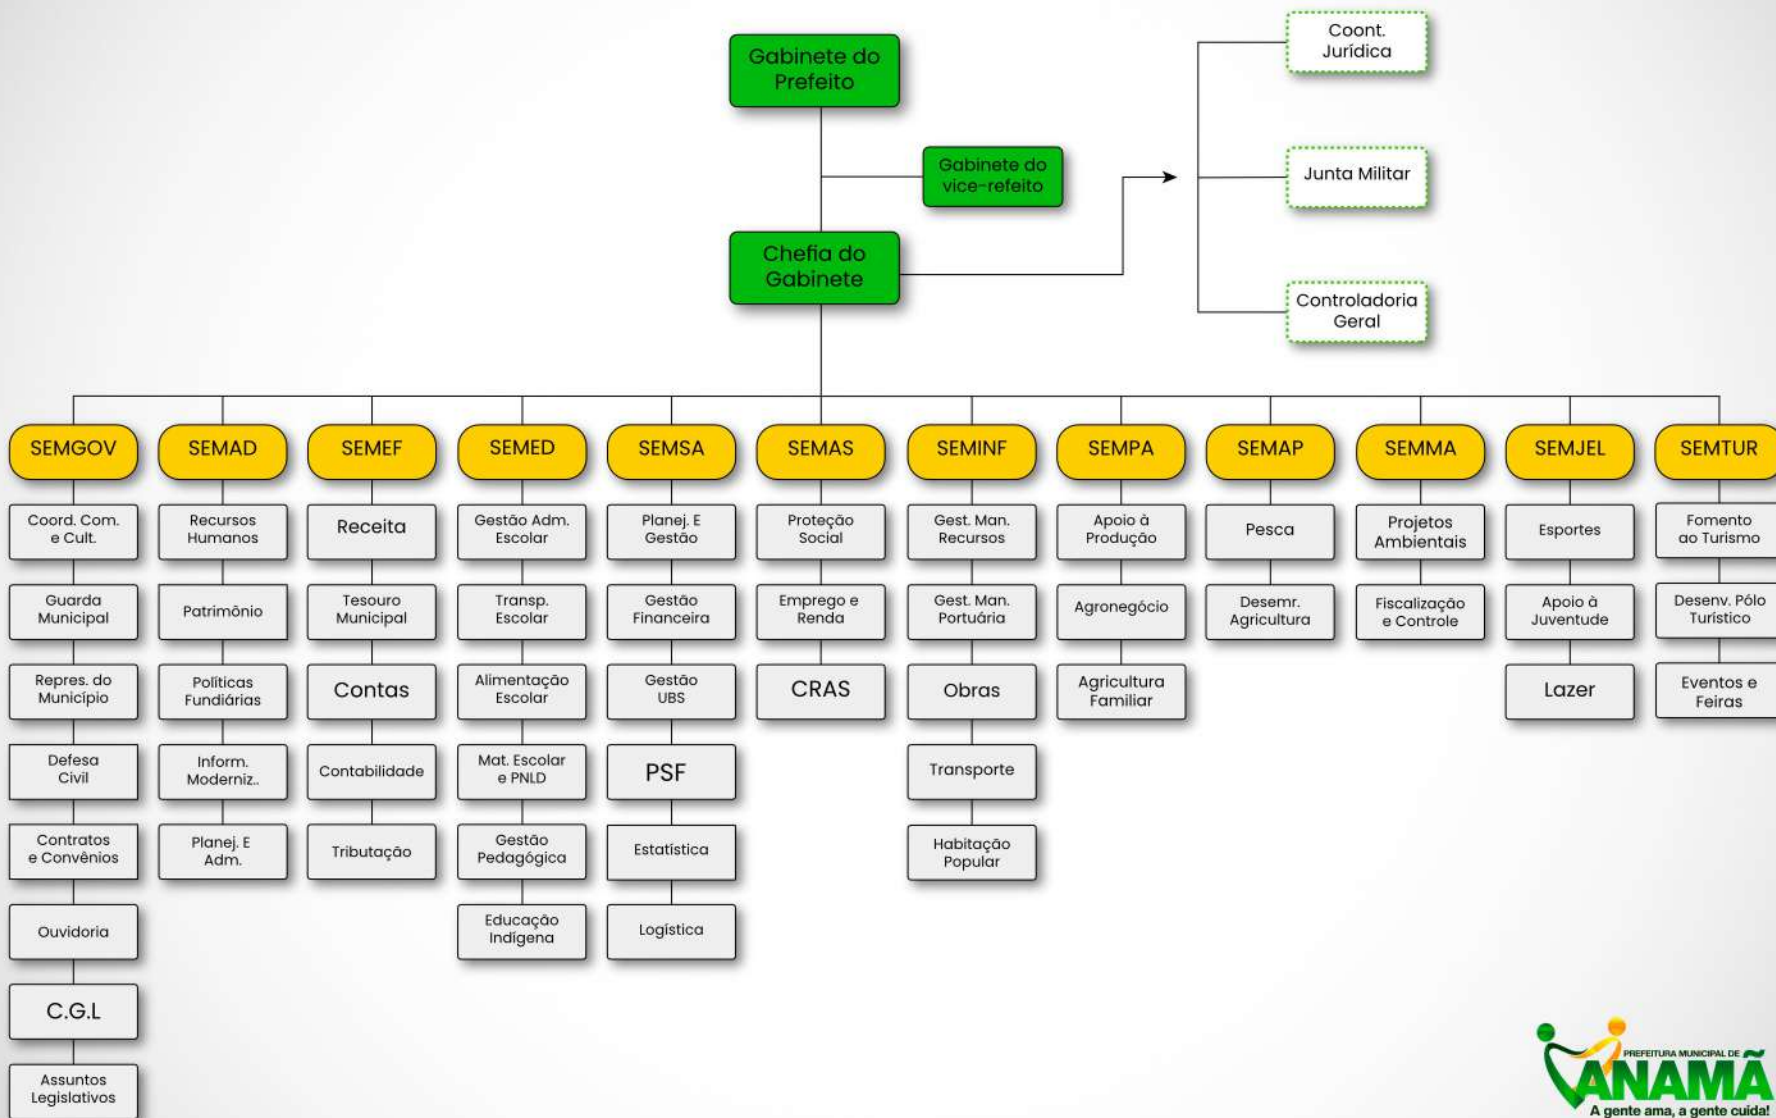 Gabinete do
Prefeito
Gabinete do
vice-refeito
Chefia do
Gabinete
Coont.
Jurídica
Junta Militar
Controladoria
Geral
SEMGOV
Coord. Com.
e Cult.
Guarda
Municipal
Repres. do
Município
Defesa
Civil
Contratos
e Convênios
Ouvidoria
C.G.L
Assuntos
Legislativos
SEMAD
Recursos
Humanos
Patrimônio
Políticas
Fundiárias
Inform.
Moderniz..
Planej. E
Adm.
SEMEF
Receita
Tesouro
Municipal
Contas
Contabilidade
Tributação
SEMED
Gestão Adm.
Escolar
Transp.
Escolar
Alimentação
Escolar
Mat. Escolar
e PNLD
Gestão
Pedagógica
Educação
Indígena
SEMSA
Planej. E
Gestão
Gestão
Financeira
Gestão
UBS
PSF
Estatística
Logística
SEMAS
Proteção
Social
Emprego e
Renda
CRAS
SEMINF
Gest. Man.
Recursos
Gest. Man.
Portuária
Obras
Transporte
Habitação
Popular
SEMPA
Apoio à
Produção
Agronegócio
Agricultura
Familiar
SEMAP
Pesca
Desemr.
Agricultura
SEMMA
Projetos
Ambientais
Fiscalização
e Controle
SEMJEL
Esportes
Apoio à
Juventude
Lazer
SEMTUR
Fomento
ao Turismo
Desenv. Pólo
Turístico
Eventos e
Feiras
PREFEITURA MUNICIPAL DE
ANAMÃ
A gente ama, a gente cuida!